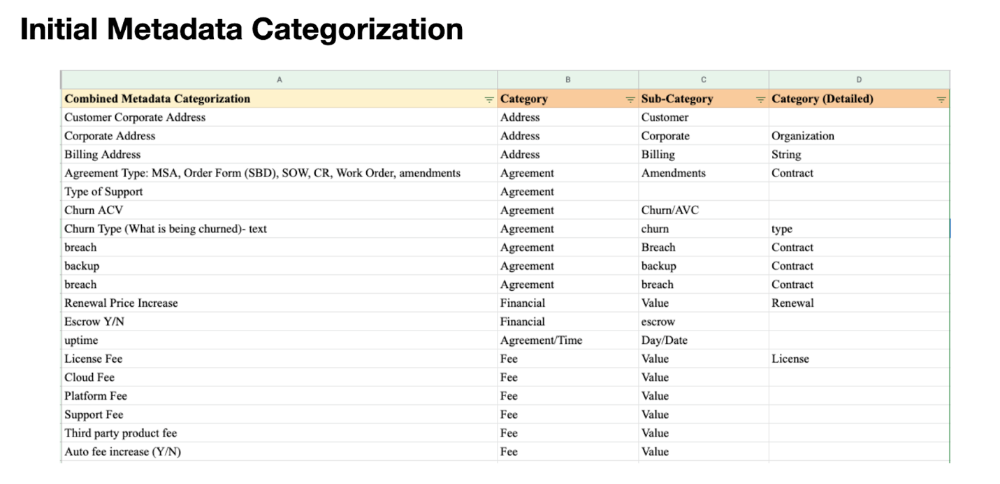 Initial Metadata Categorization
A B C D
Combined Metadata Categorization Category Sub-Category Category (Detailed)
Customer Corporate Address Address Customer
Corporate Address Address Corporate Organization
Billing Address Address Billing String
Agreement Type: MSA, Order Form (SBD), SOW, CR, Work Order, amendments Agreement Amendments Contract
Type of Support Agreement
Churn ACV Agreement Churn/AVC
Churn Type (What is being churned)- text Agreement churn type
breach Agreement Breach Contract
backup Agreement backup Contract
breach Agreement breach Contract
Renewal Price Increase Financial Value Renewal
Escrow Y/N Financial escrow
uptime Agreement/Time Day/Date
License Fee Fee Value License
Cloud Fee Fee Value
Platform Fee Fee Value
Support Fee Fee Value
Third party product fee Fee Value
Auto fee increase (Y/N) Fee Value